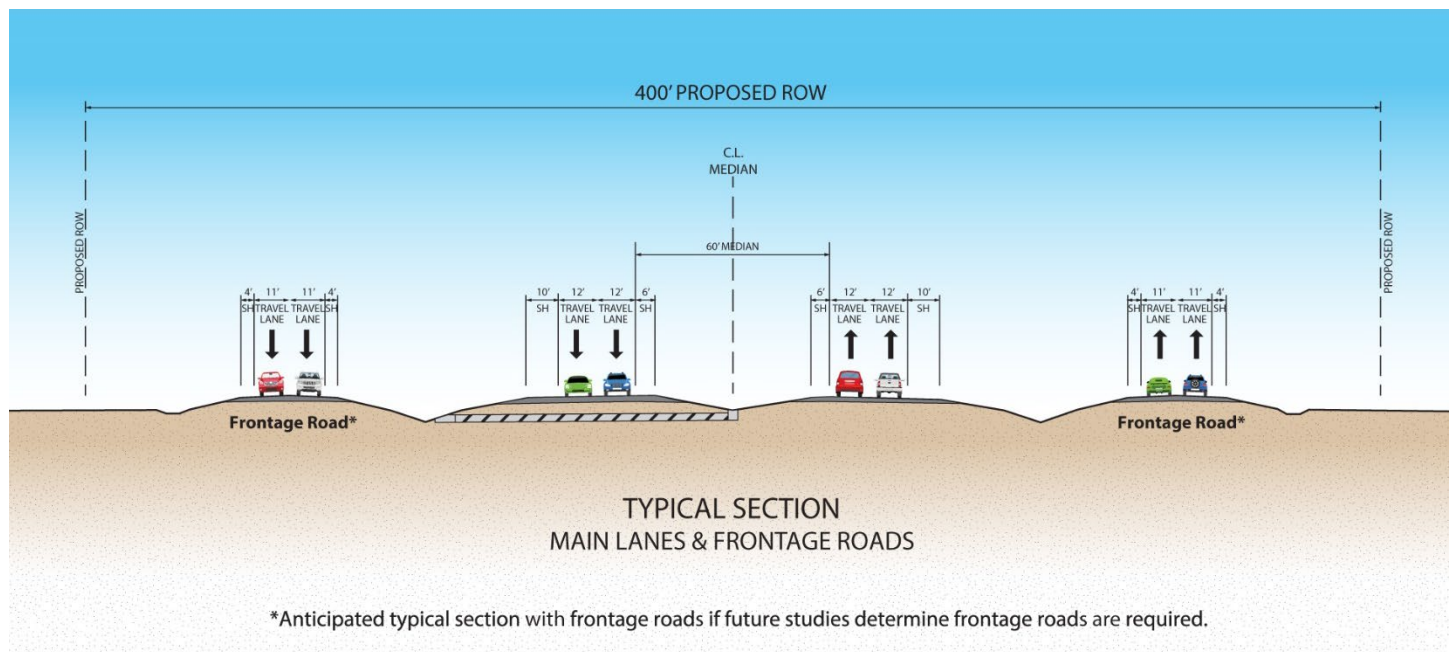 400' PROPOSED ROW
C.L.
MEDIAN
PROPOSED ROW
PROPOSED ROW
60' MEDIAN
4' 11' 11' 4'
SH TRAVEL LANE TRAVEL LANE SH
10' 12' 12' 6'
SH TRAVEL LANE TRAVEL LANE SH
6' 12' 12' 10'
SH TRAVEL LANE TRAVEL LANE SH
4' 11' 11' 4'
SH TRAVEL LANE TRAVEL LANE SH
Frontage Road*
Frontage Road*
TYPICAL SECTION
MAIN LANES & FRONTAGE ROADS
*Anticipated typical section with frontage roads if future studies determine frontage roads are required.